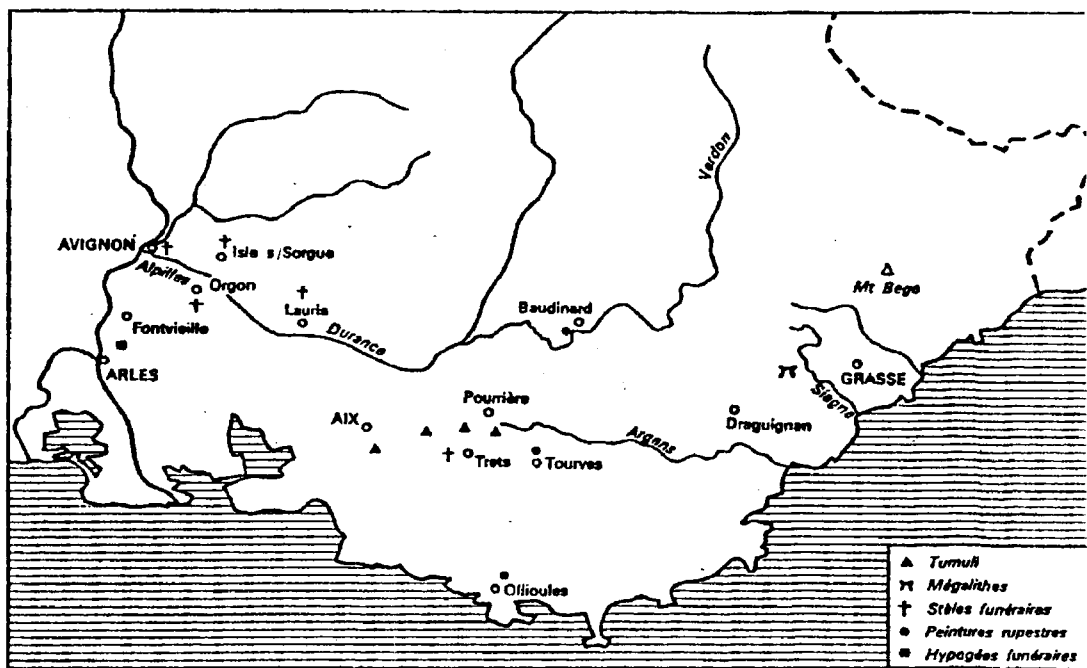 Verdon
AVIGNON
Isle s/Sorgue
Alpilles
Orgon
Mt Bego
Lauris
Baudinard
Fontvieille
Durance
ARLES
GRASSE
Siagne
Pourrière
AIX
Draguignan
Argens
Trets
Tourves
Ollioules
Tumuli
Mégalithes
Stèles funéraires
Peintures rupestres
Hypogées funéraires